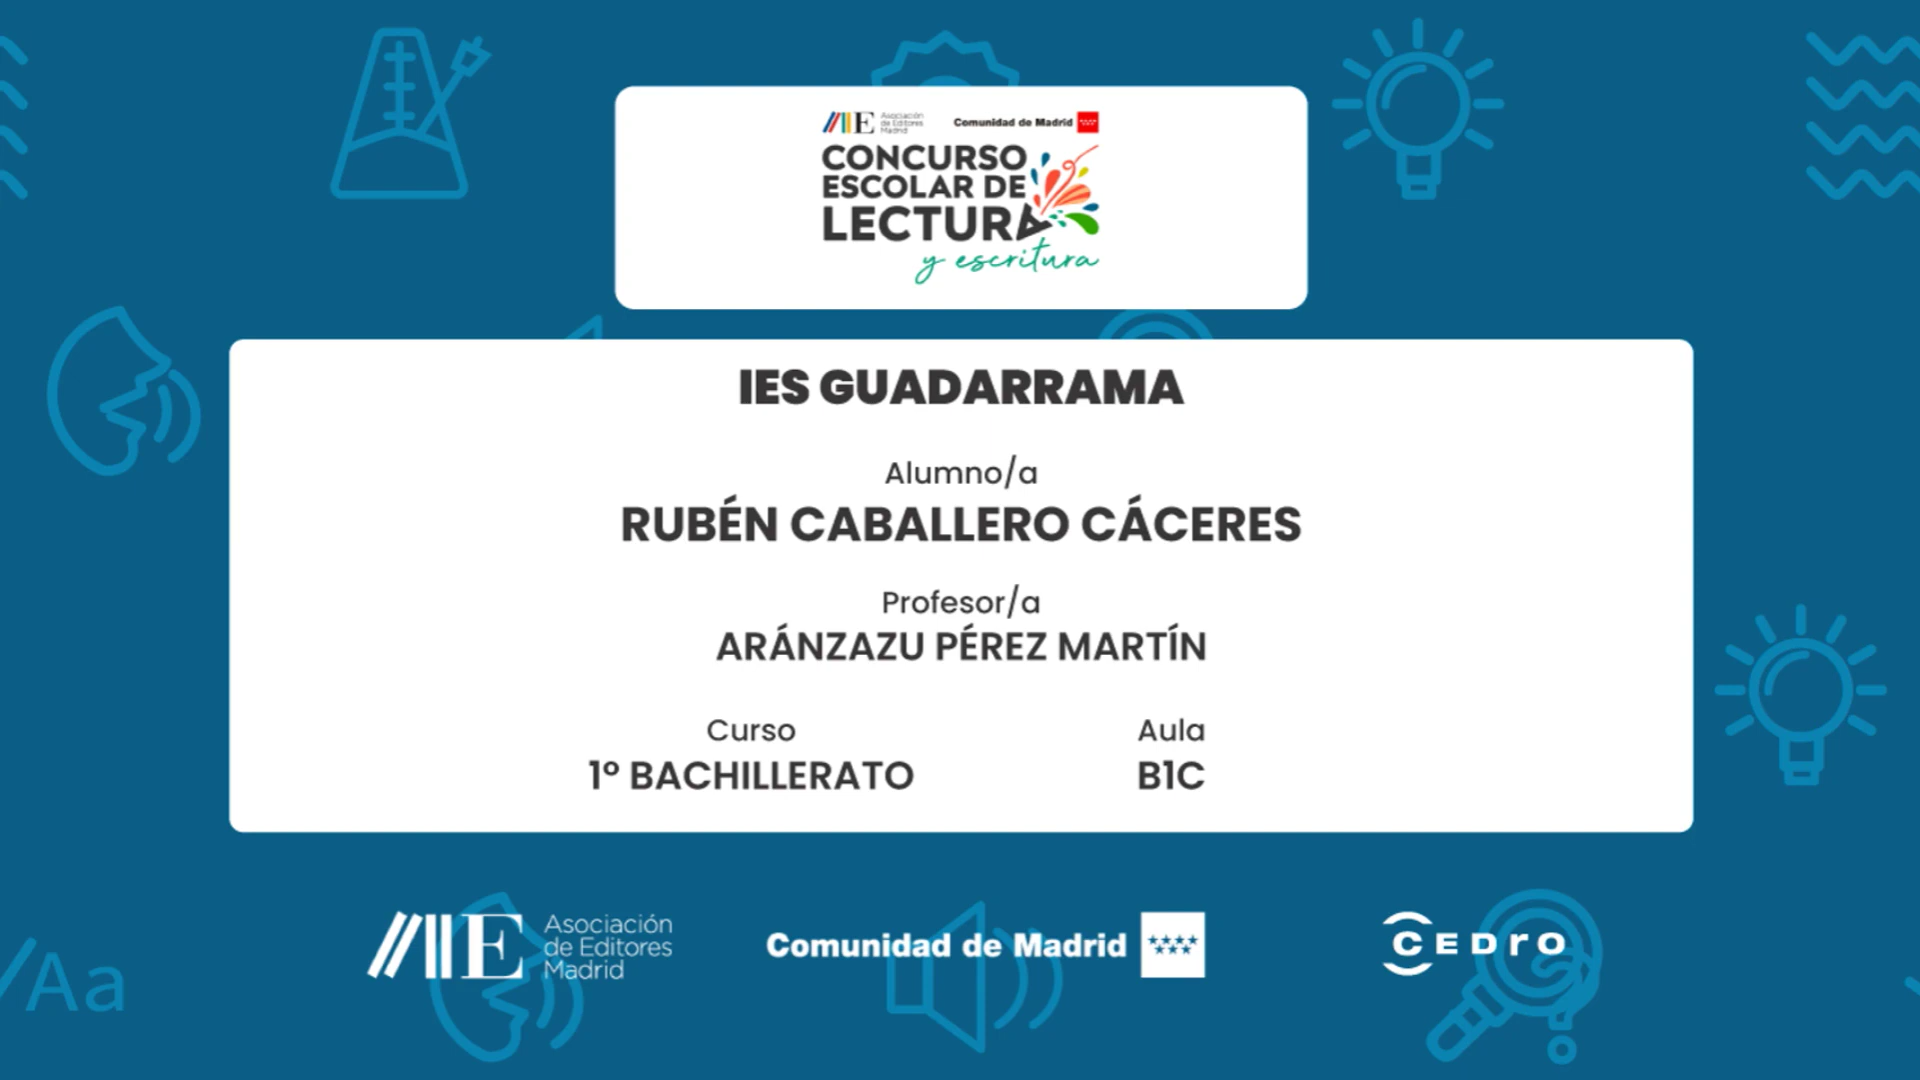 Asociación
de Editores
Madrid
Comunidad de Madrid
CONCURSO
ESCOLAR DE
LECTURA
y escritura
IES GUADARRAMA
Alumno/a
RUBÉN CABALLERO CÁCERES
Profesor/a
ARÁNZAZU PÉREZ MARTÍN
Curso
Aula
1º BACHILLERATO
B1C
Asociación
de Editores
Madrid
Comunidad de Madrid
CEDrO
Aa